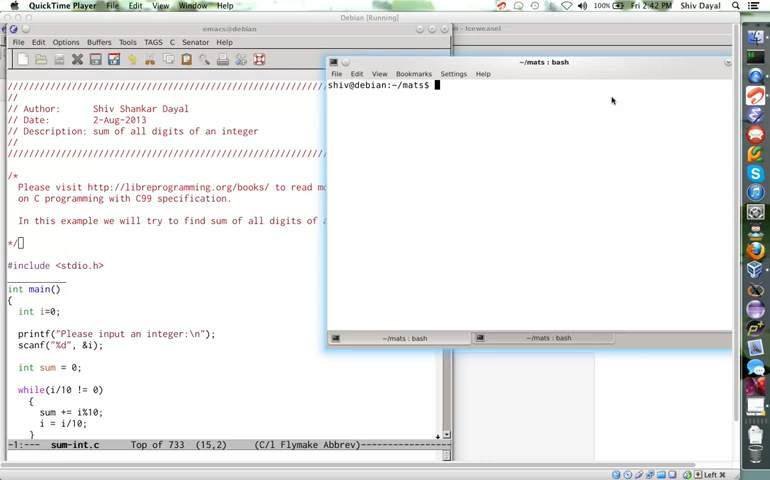 QuickTime Player File Edit View Window Help 100% Fri 2:42 PM Shiv Dayal
Debian [Running]
emacs@debian
- Iceweasel
File Edit Options Buffers Tools TAGS C Senator Help
~/mats : bash
File Edit View Bookmarks Settings Help
shiv@debian:~/mats$
////////////////////////////////////////////////////////////
//
// Author: Shiv Shankar Dayal
// Date: 2-Aug-2013
// Description: sum of all digits of an integer
//
////////////////////////////////////////////////////////////
/*
Please visit http://libreprogramming.org/books/ to read
on C programming with C99 specification.
In this example we will try to find sum of all digits of
*/
#include <stdio.h>
int main()
{
int i=0;
printf("Please input an integer:\n");
scanf("%d", &i);
int sum = 0;
while(i/10 != 0)
{
sum += i%10;
i = i/10;
}
-1:--- sum-int.c Top of 733 (15,2) (C/l Flymake Abbrev)
~/mats : bash
~/mats : bash
Left ⌘